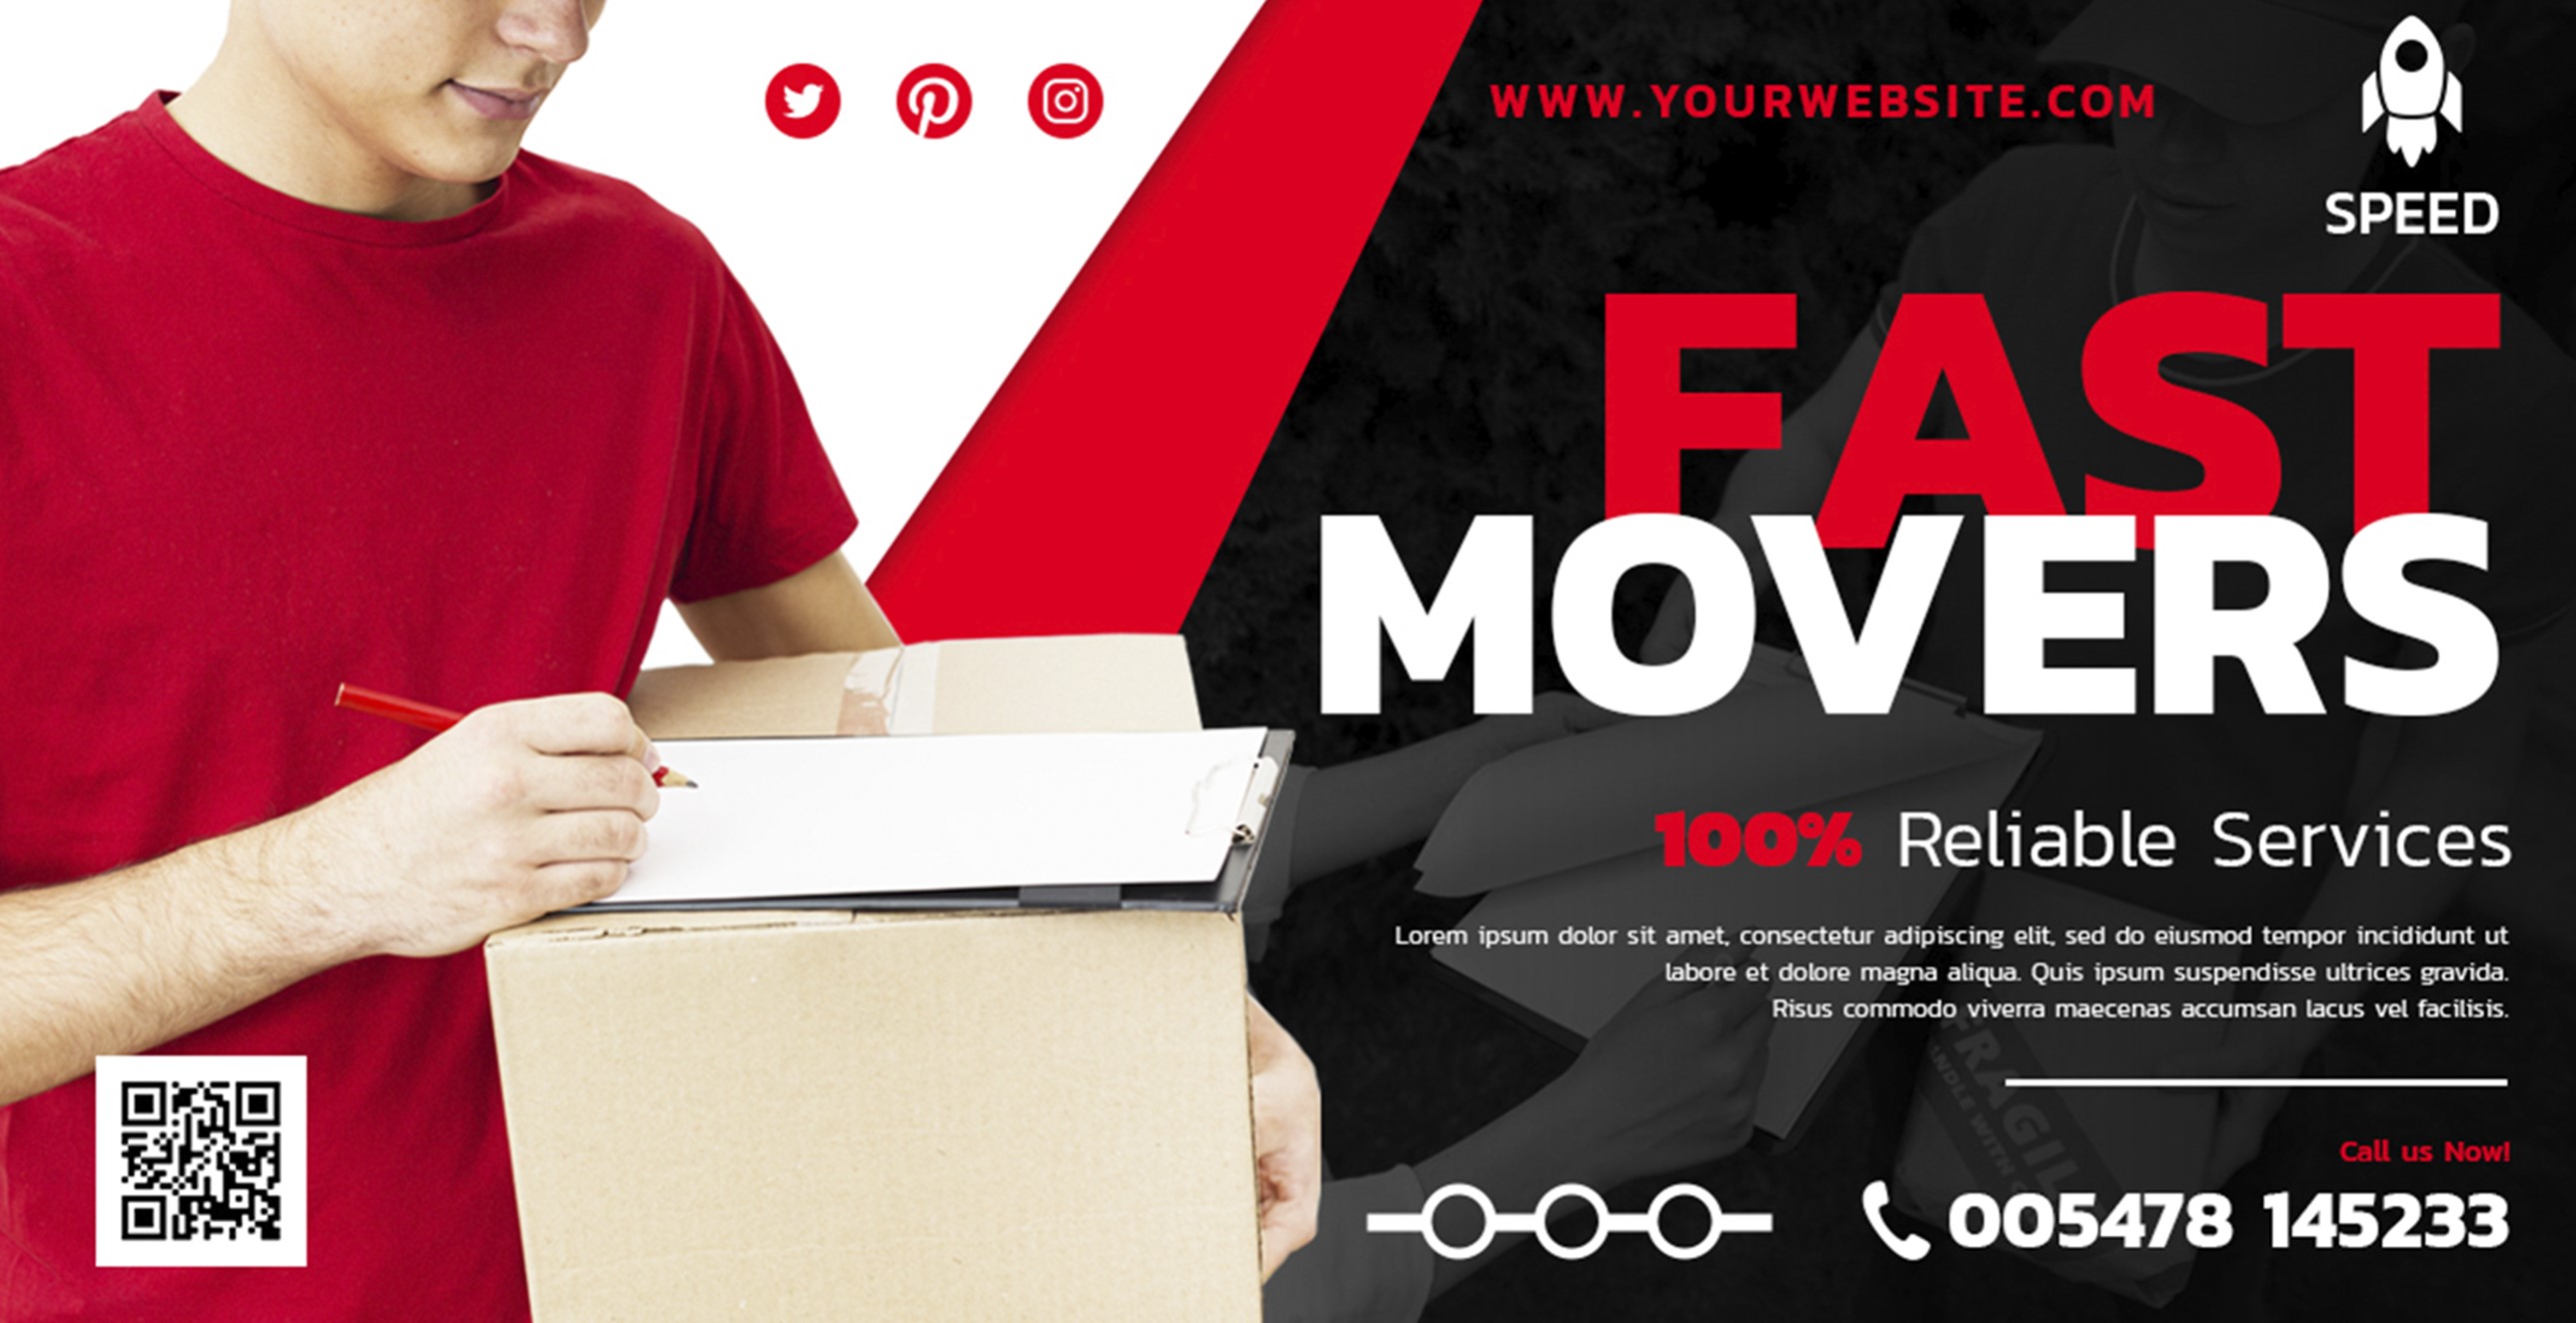 WWW.YOURWEBSITE.COM
SPEED
FAST
MOVERS
100% Reliable Services
Lorem ipsum dolor sit amet, consectetur adipiscing elit, sed do eiusmod tempor incididunt ut
labore et dolore magna aliqua. Quis ipsum suspendisse ultrices gravida.
Risus commodo viverra maecenas accumsan lacus vel facilisis.
FRAGIL
Call us Now!
005478 145233